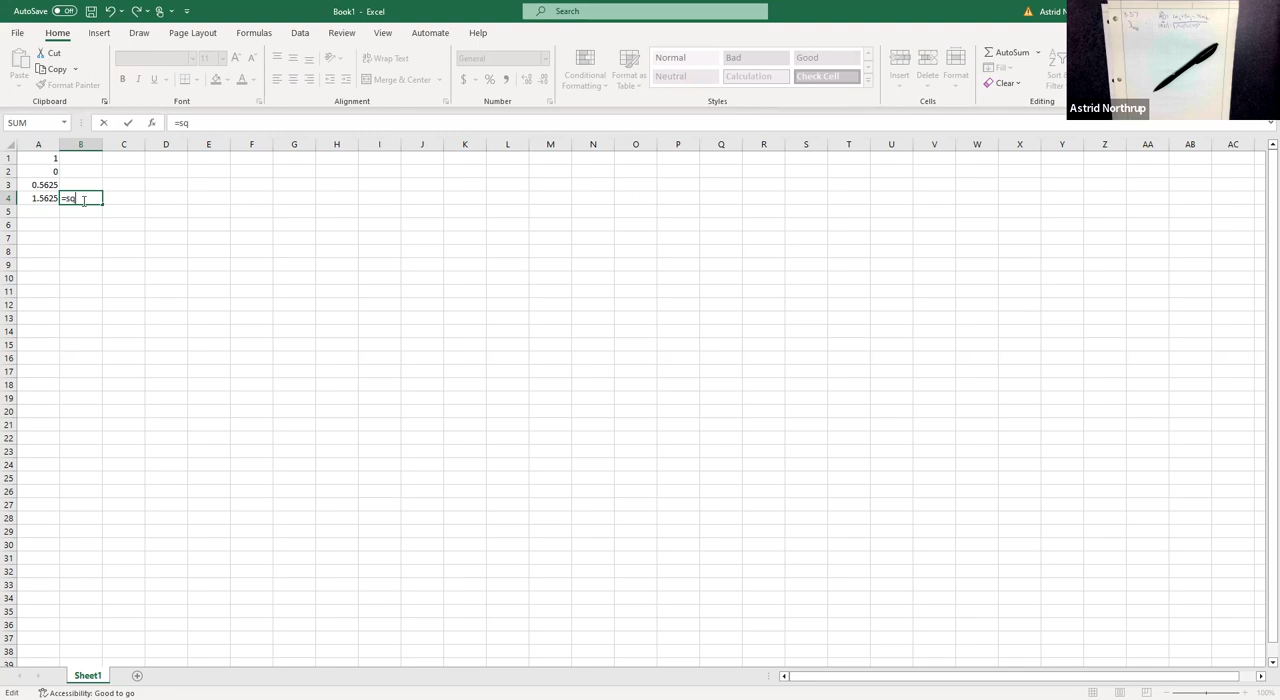 AutoSave Off Book1 - Excel Search Astrid N
File Home Insert Draw Page Layout Formulas Data Review View Automate Help
Paste Cut Copy Format Painter Clipboard
11 A A B I U A Font
Wrap Text Merge & Center Alignment
General $ % , Number
Conditional Formatting Format as Table
Normal Bad Good
Neutral Calculation Check Cell
Styles
Insert Delete Format Cells
AutoSum Fill Clear Sort & Filter Editing
Astrid Northrup
SUM fx =sq
A B C D E F G H I J K L M N O P Q R S T U V W X Y Z AA AB AC
1 1
2 0
3 0.5625
4 1.5625 =sq
5
6
7
8
9
10
11
12
13
14
15
16
17
18
19
20
21
22
23
24
25
26
27
28
29
30
31
32
33
34
35
36
37
38
39
Sheet1
Edit Accessibility: Good to go 100%